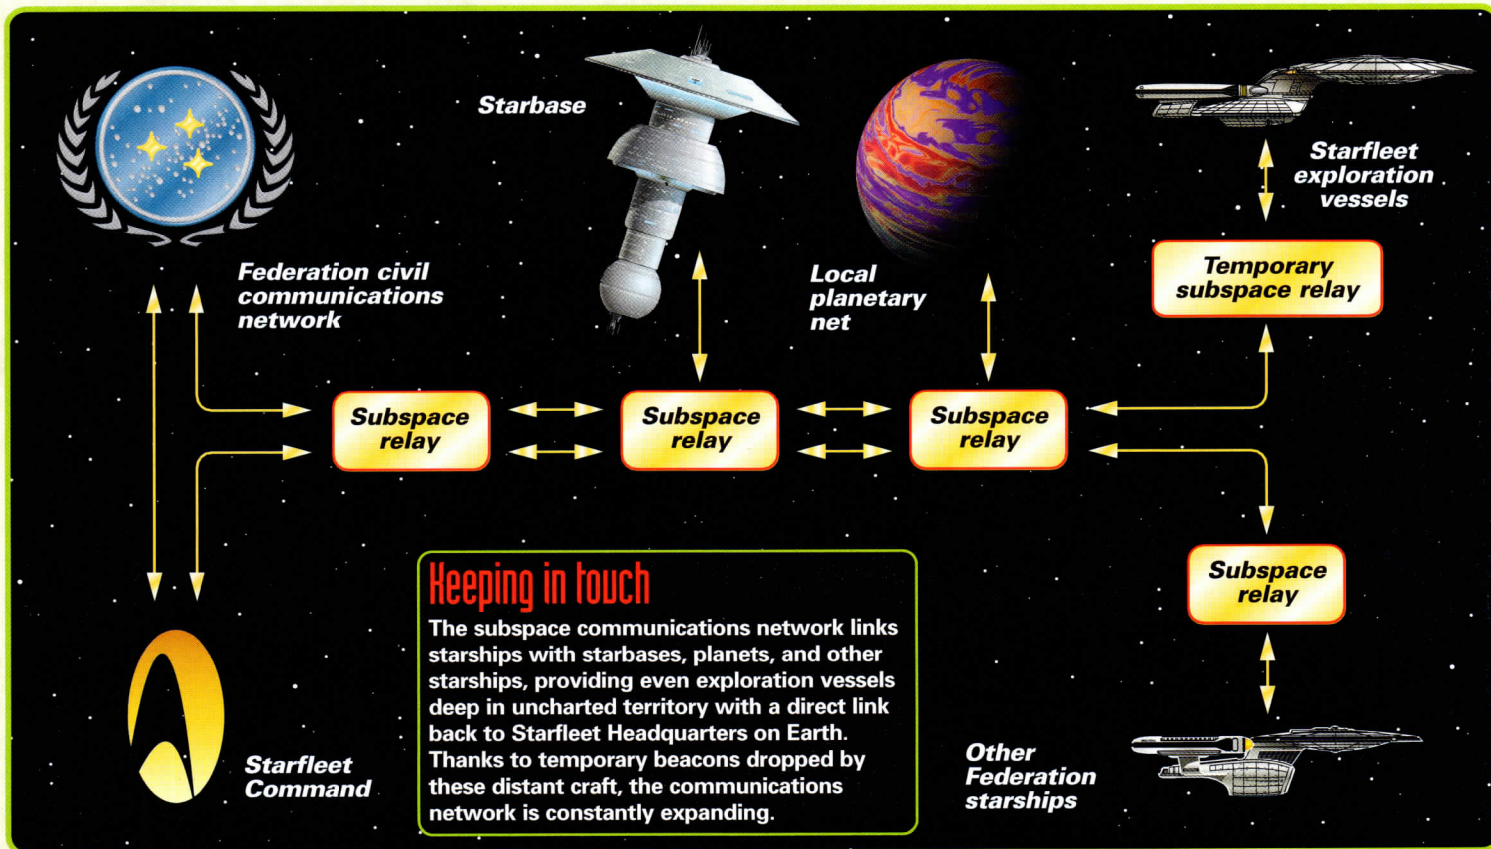 Starbase
Starfleet
exploration
vessels
Federation civil
communications
network
Local
planetary
net
Temporary
subspace relay
Subspace
relay
Subspace
relay
Subspace
relay
Subspace
relay
Keeping in touch
The subspace communications network links
starships with starbases, planets, and other
starships, providing even exploration vessels
deep in uncharted territory with a direct link
back to Starfleet Headquarters on Earth.
Thanks to temporary beacons dropped by
these distant craft, the communications
network is constantly expanding.
Starfleet
Command
Other
Federation
starships